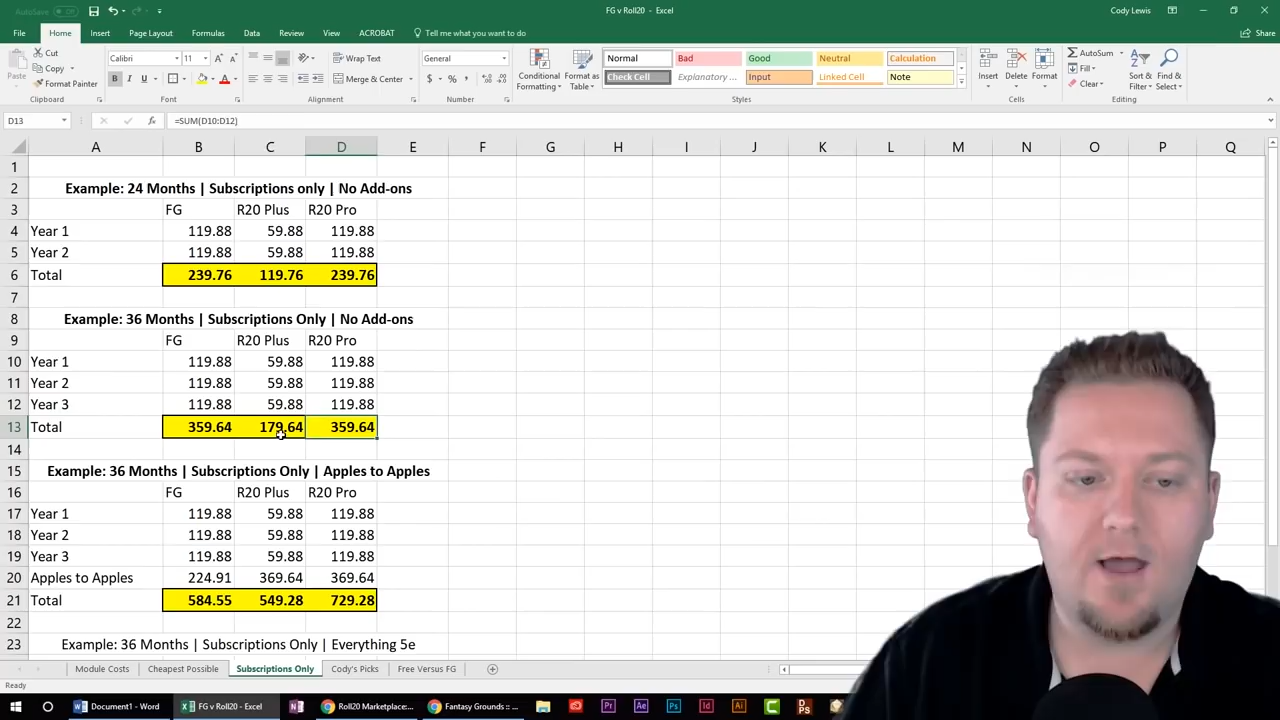 AutoSave
FG v Roll20 - Excel
Cody Lewis
File Home Insert Page Layout Formulas Data Review View Help ACROBAT Tell me what you want to do Share
Paste
Cut
Copy
Format Painter
Clipboard
Calibri 11
B I U
Font
Wrap Text
Merge & Center
Alignment
General
$ % ,
Number
Conditional Formatting
Format as Table
Normal Bad Good Neutral Calculation
Check Cell Explanatory ... Input Linked Cell Note
Styles
Insert Delete Format
Cells
AutoSum
Fill
Clear
Sort & Filter
Find & Select
Editing
D13 fx =SUM(D10:D12)
A B C D E F G H I J K L M N O P Q
1
2 Example: 24 Months | Subscriptions only | No Add-ons
3 FG R20 Plus R20 Pro
4 Year 1 119.88 59.88 119.88
5 Year 2 119.88 59.88 119.88
6 Total 239.76 119.76 239.76
7
8 Example: 36 Months | Subscriptions Only | No Add-ons
9 FG R20 Plus R20 Pro
10 Year 1 119.88 59.88 119.88
11 Year 2 119.88 59.88 119.88
12 Year 3 119.88 59.88 119.88
13 Total 359.64 179.64 359.64
14
15 Example: 36 Months | Subscriptions Only | Apples to Apples
16 FG R20 Plus R20 Pro
17 Year 1 119.88 59.88 119.88
18 Year 2 119.88 59.88 119.88
19 Year 3 119.88 59.88 119.88
20 Apples to Apples 224.91 369.64 369.64
21 Total 584.55 549.28 729.28
22
23 Example: 36 Months | Subscriptions Only | Everything 5e
Module Costs Cheapest Possible Subscriptions Only Cody's Picks Free Versus FG
Ready
Document1 - Word FG v Roll20 - Excel Roll20 Marketplace:... Fantasy Grounds :: ... Pr Ae Ps Id Ai